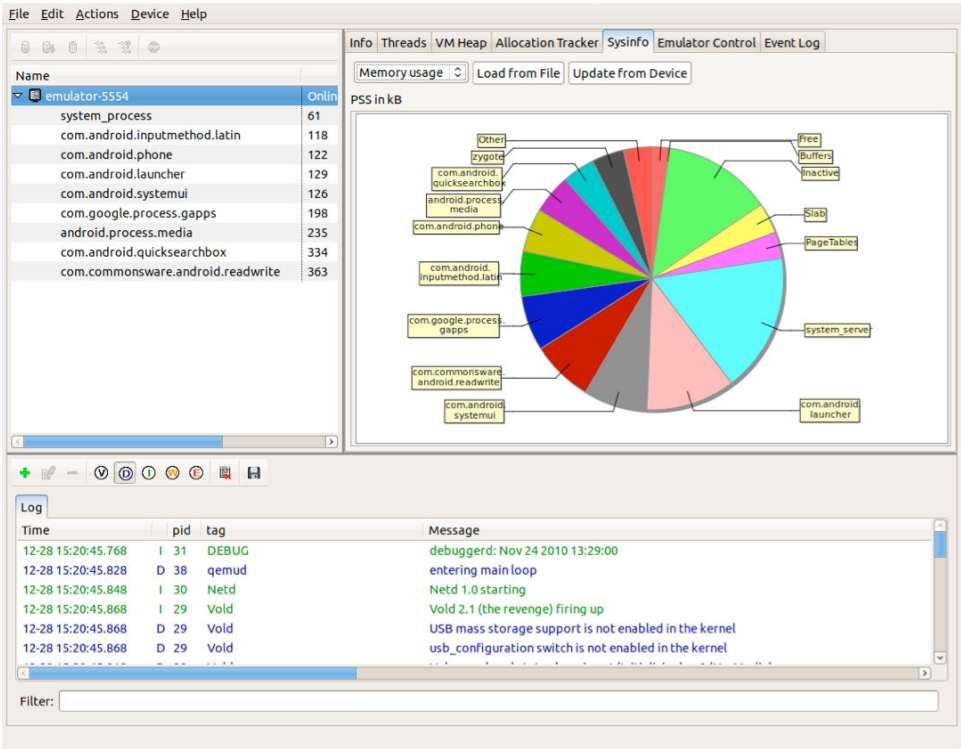 File Edit Actions Device Help
Info Threads VM Heap Allocation Tracker Sysinfo Emulator Control Event Log
Name
emulator-5554 Onlin
system_process 61
com.android.inputmethod.latin 118
com.android.phone 122
com.android.launcher 129
com.android.systemui 126
com.google.process.gapps 198
android.process.media 235
com.android.quicksearchbox 334
com.commonsware.android.readwrite 363
Memory usage Load from File Update from Device
PSS in kB
Other
zygote
com.android.
quicksearchbox
android.process.
media
com.android.phone
com.android.
inputmethod.latin
com.google.process.
gapps
com.commonsware.
android.readwrite
com.android.
systemui
Free
Buffers
Inactive
Slab
PageTables
system_server
com.android.
launcher
V D I W E
Log
Time pid tag Message
12-28 15:20:45.768 I 31 DEBUG debuggerd: Nov 24 2010 13:29:00
12-28 15:20:45.828 D 38 qemud entering main loop
12-28 15:20:45.848 I 30 Netd Netd 1.0 starting
12-28 15:20:45.868 I 29 Vold Vold 2.1 (the revenge) firing up
12-28 15:20:45.868 D 29 Vold USB mass storage support is not enabled in the kernel
12-28 15:20:45.868 D 29 Vold usb_configuration switch is not enabled in the kernel
Filter: